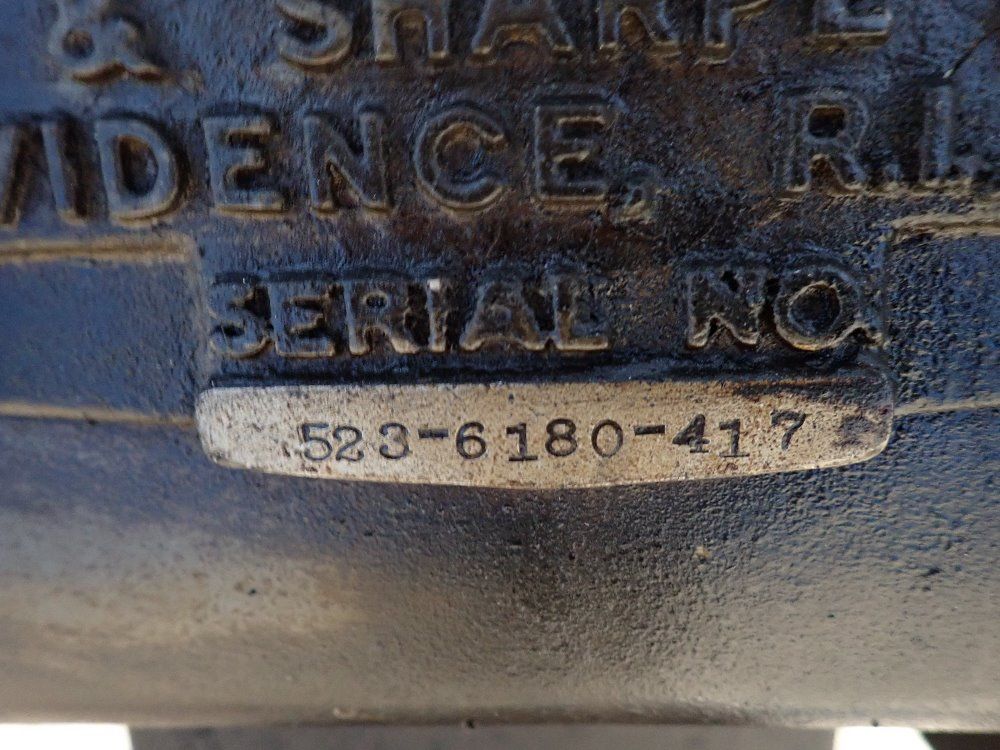 & SHARPE
VIDENCE, R.I.
SERIAL NO.
523-6180-417